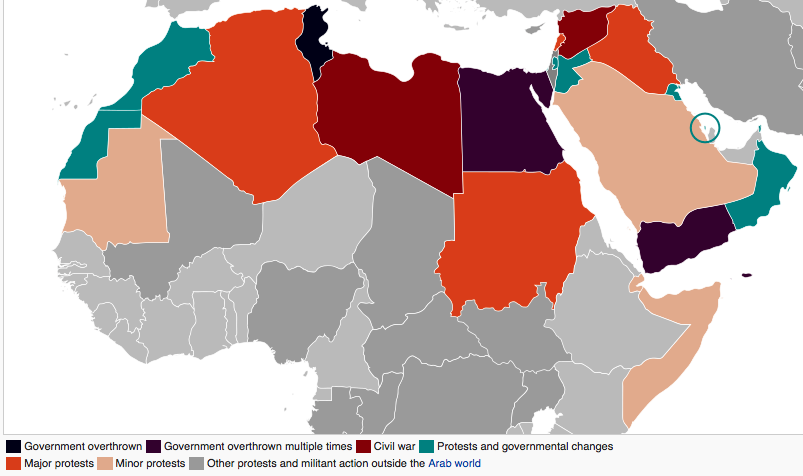 Government overthrown Government overthrown multiple times Civil war Protests and governmental changes
Major protests Minor protests Other protests and militant action outside the Arab world